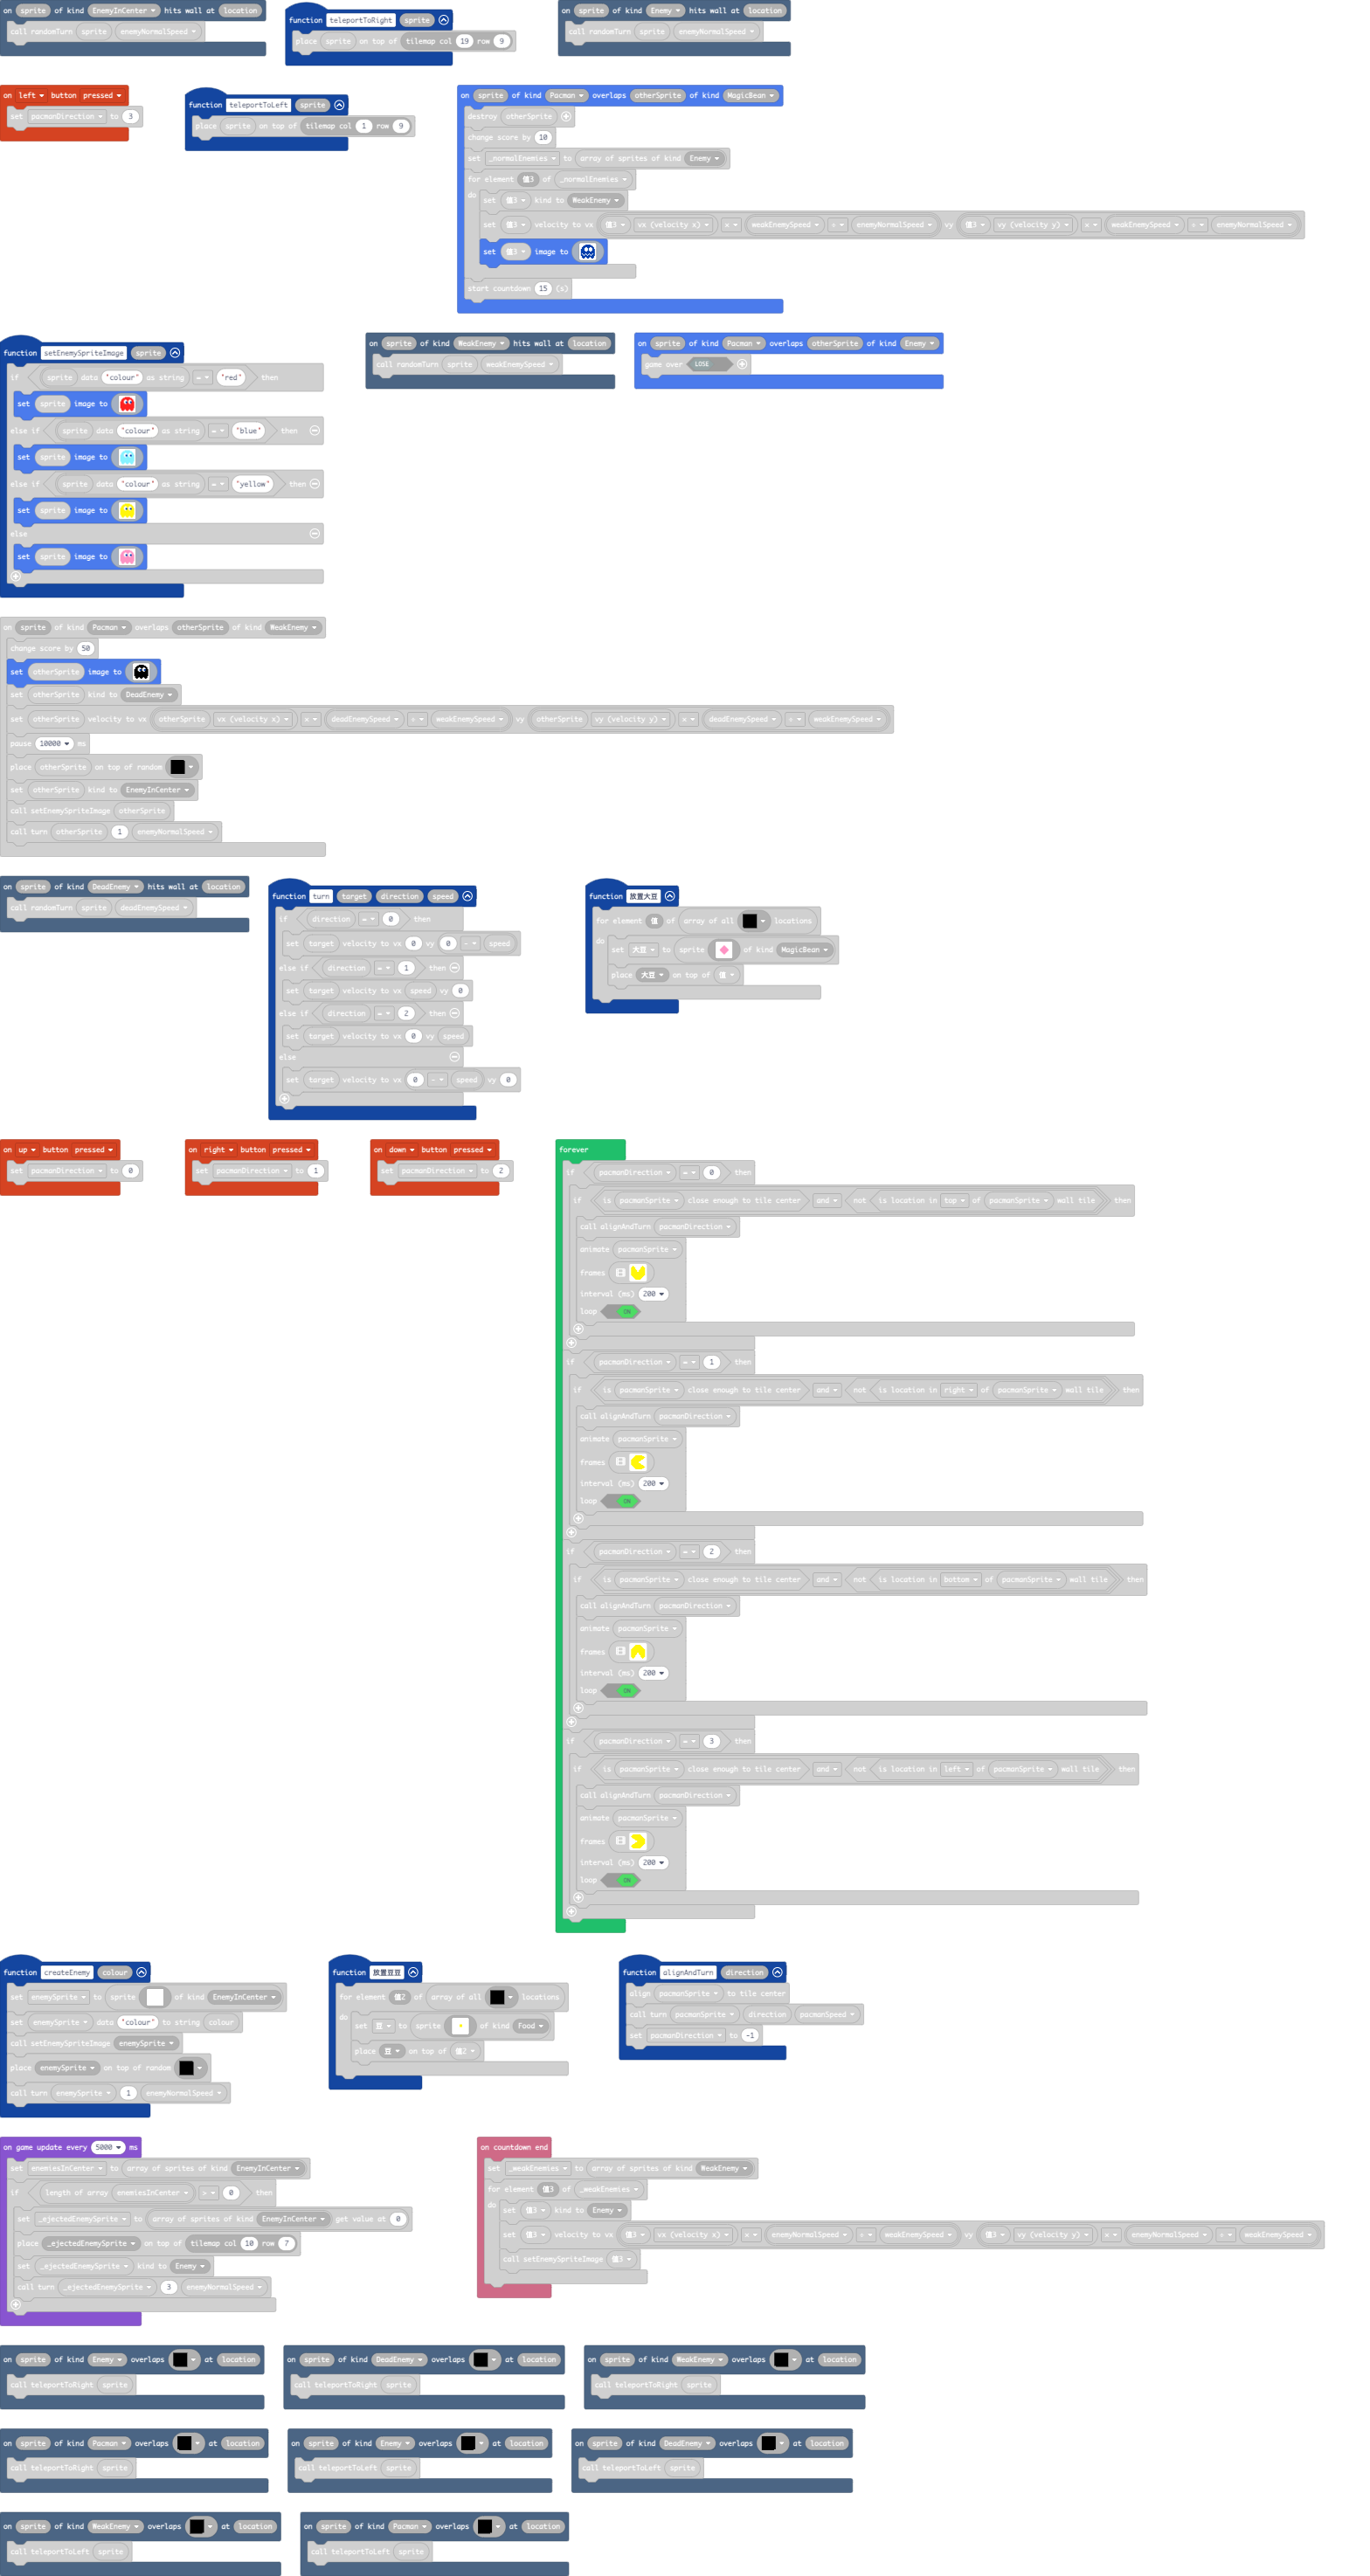 on sprite of kind EnemyInCenter hits wall at location
call randomTurn sprite enemyNormalSpeed
function teleportToRight sprite
place sprite on top of tilemap col 19 row 9
on sprite of kind Enemy hits wall at location
call randomTurn sprite enemyNormalSpeed
on left button pressed
set pacmanDirection to 3
function teleportToLeft sprite
place sprite on top of tilemap col 1 row 9
on sprite of kind Pacman overlaps otherSprite of kind MagicBean
destroy otherSprite
change score by 10
set _normalEnemies to array of sprites of kind Enemy
for element 值3 of _normalEnemies
do
set 值3 kind to WeakEnemy
set 值3 velocity to vx 值3 vx (velocity x) × weakEnemySpeed ÷ enemyNormalSpeed vy 值3 vy (velocity y) × weakEnemySpeed ÷ enemyNormalSpeed
set 值3 image to
start countdown 15 (s)
function setEnemySpriteImage sprite
if sprite data "colour" as string = "red" then
set sprite image to
else if sprite data "colour" as string = "blue" then
set sprite image to
else if sprite data "colour" as string = "yellow" then
set sprite image to
else
set sprite image to
on sprite of kind WeakEnemy hits wall at location
call randomTurn sprite weakEnemySpeed
on sprite of kind Pacman overlaps otherSprite of kind Enemy
game over LOSE
on sprite of kind Pacman overlaps otherSprite of kind WeakEnemy
change score by 50
set otherSprite image to
set otherSprite kind to DeadEnemy
set otherSprite velocity to vx otherSprite vx (velocity x) × deadEnemySpeed ÷ weakEnemySpeed vy otherSprite vy (velocity y) × deadEnemySpeed ÷ weakEnemySpeed
pause 10000 ms
place otherSprite on top of random
set otherSprite kind to EnemyInCenter
call setEnemySpriteImage otherSprite
call turn otherSprite 1 enemyNormalSpeed
on sprite of kind DeadEnemy hits wall at location
call randomTurn sprite deadEnemySpeed
function turn target direction speed
if direction = 0 then
set target velocity to vx 0 vy 0 - speed
else if direction = 1 then
set target velocity to vx speed vy 0
else if direction = 2 then
set target velocity to vx 0 vy speed
else
set target velocity to vx 0 - speed vy 0
function 放置大豆
for element 值 of array of all locations
do
set 大豆 to sprite of kind MagicBean
place 大豆 on top of 值
on up button pressed
set pacmanDirection to 0
on right button pressed
set pacmanDirection to 1
on down button pressed
set pacmanDirection to 2
forever
if pacmanDirection = 0 then
if is pacmanSprite close enough to tile center and not is location in top of pacmanSprite wall tile then
call alignAndTurn pacmanDirection
animate pacmanSprite
frames
interval (ms) 200
loop ON
if pacmanDirection = 1 then
if is pacmanSprite close enough to tile center and not is location in right of pacmanSprite wall tile then
call alignAndTurn pacmanDirection
animate pacmanSprite
frames
interval (ms) 200
loop ON
if pacmanDirection = 2 then
if is pacmanSprite close enough to tile center and not is location in bottom of pacmanSprite wall tile then
call alignAndTurn pacmanDirection
animate pacmanSprite
frames
interval (ms) 200
loop ON
if pacmanDirection = 3 then
if is pacmanSprite close enough to tile center and not is location in left of pacmanSprite wall tile then
call alignAndTurn pacmanDirection
animate pacmanSprite
frames
interval (ms) 200
loop ON
function createEnemy colour
set enemySprite to sprite of kind EnemyInCenter
set enemySprite data "colour" to string colour
call setEnemySpriteImage enemySprite
place enemySprite on top of random
call turn enemySprite 1 enemyNormalSpeed
function 放置豆豆
for element 值2 of array of all locations
do
set 豆 to sprite of kind Food
place 豆 on top of 值2
function alignAndTurn direction
align pacmanSprite to tile center
call turn pacmanSprite direction pacmanSpeed
set pacmanDirection to -1
on game update every 5000 ms
set enemiesInCenter to array of sprites of kind EnemyInCenter
if length of array enemiesInCenter > 0 then
set _ejectedEnemySprite to array of sprites of kind EnemyInCenter get value at 0
place _ejectedEnemySprite on top of tilemap col 10 row 7
set _ejectedEnemySprite kind to Enemy
call turn _ejectedEnemySprite 3 enemyNormalSpeed
on countdown end
set _weakEnemies to array of sprites of kind WeakEnemy
for element 值3 of _weakEnemies
do
set 值3 kind to Enemy
set 值3 velocity to vx 值3 vx (velocity x) × enemyNormalSpeed ÷ weakEnemySpeed vy 值3 vy (velocity y) × enemyNormalSpeed ÷ weakEnemySpeed
call setEnemySpriteImage 值3
on sprite of kind Enemy overlaps at location
call teleportToRight sprite
on sprite of kind DeadEnemy overlaps at location
call teleportToRight sprite
on sprite of kind WeakEnemy overlaps at location
call teleportToRight sprite
on sprite of kind Pacman overlaps at location
call teleportToRight sprite
on sprite of kind Enemy overlaps at location
call teleportToLeft sprite
on sprite of kind DeadEnemy overlaps at location
call teleportToLeft sprite
on sprite of kind WeakEnemy overlaps at location
call teleportToLeft sprite
on sprite of kind Pacman overlaps at location
call teleportToLeft sprite